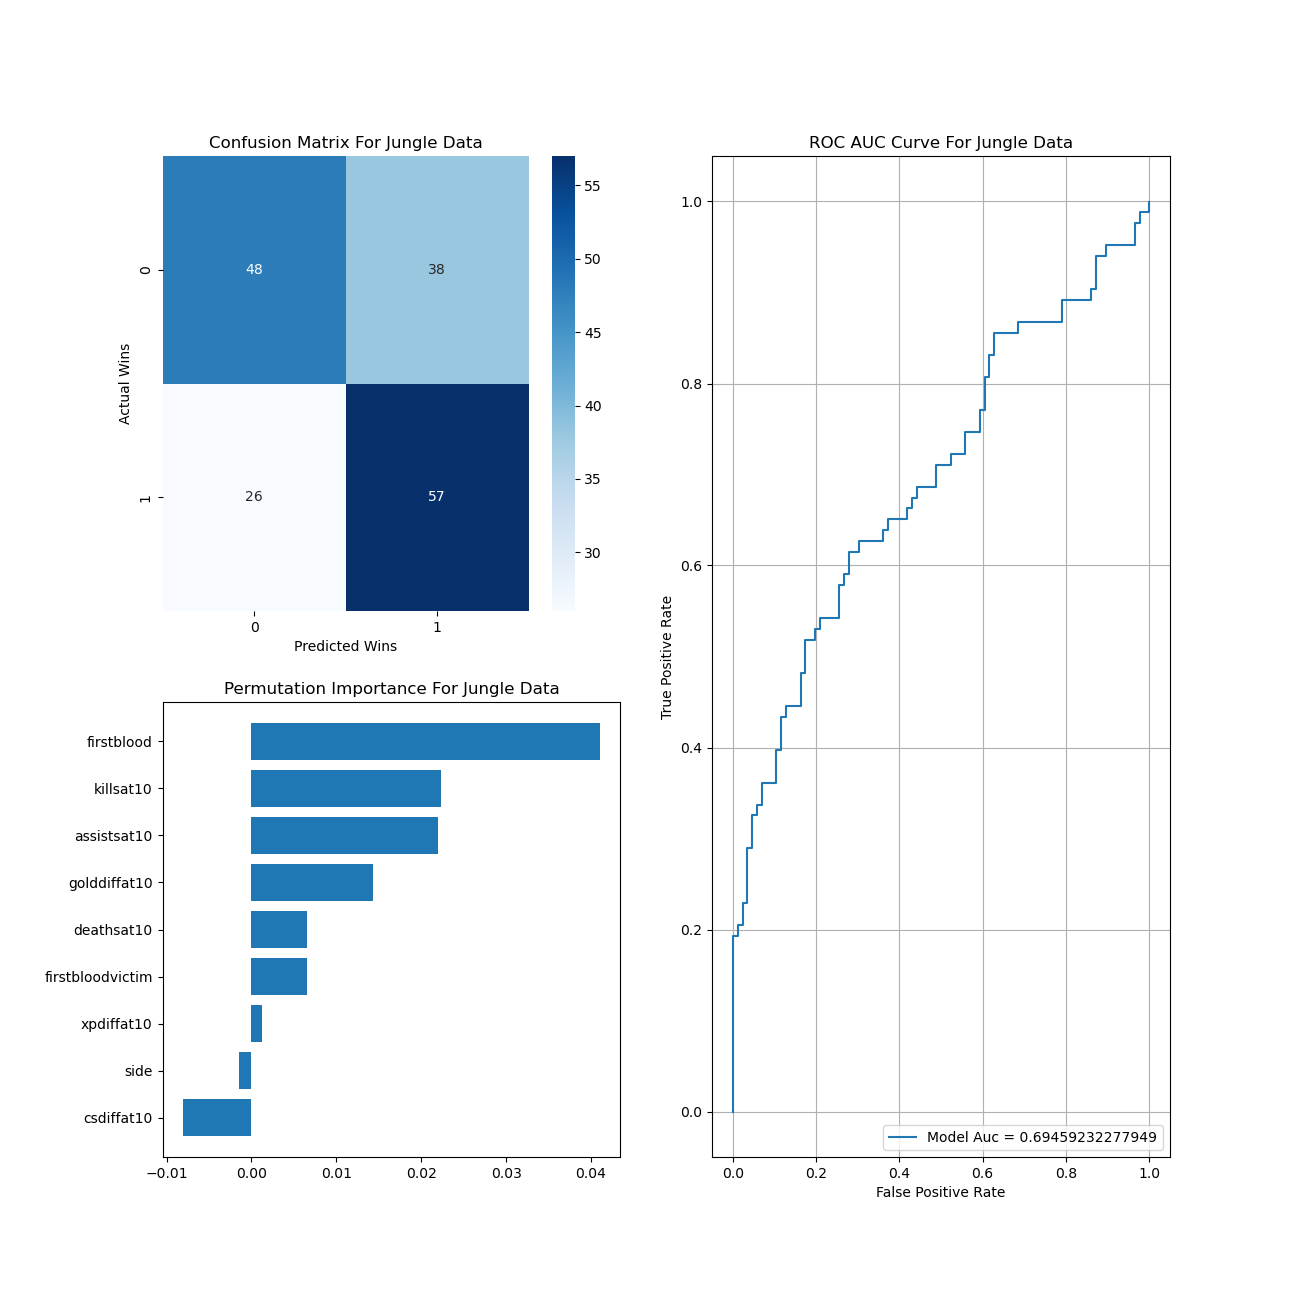 Confusion Matrix For Jungle Data
0
1
Actual Wins
48
38
26
57
0
1
Predicted Wins
55
50
45
40
35
30
Permutation Importance For Jungle Data
firstblood
killsat10
assistsat10
golddiffat10
deathsat10
firstbloodvictim
xpdiffat10
side
csdiffat10
−0.01
0.00
0.01
0.02
0.03
0.04
ROC AUC Curve For Jungle Data
1.0
0.8
0.6
0.4
0.2
0.0
True Positive Rate
Model Auc = 0.69459232277949
0.0
0.2
0.4
0.6
0.8
1.0
False Positive Rate